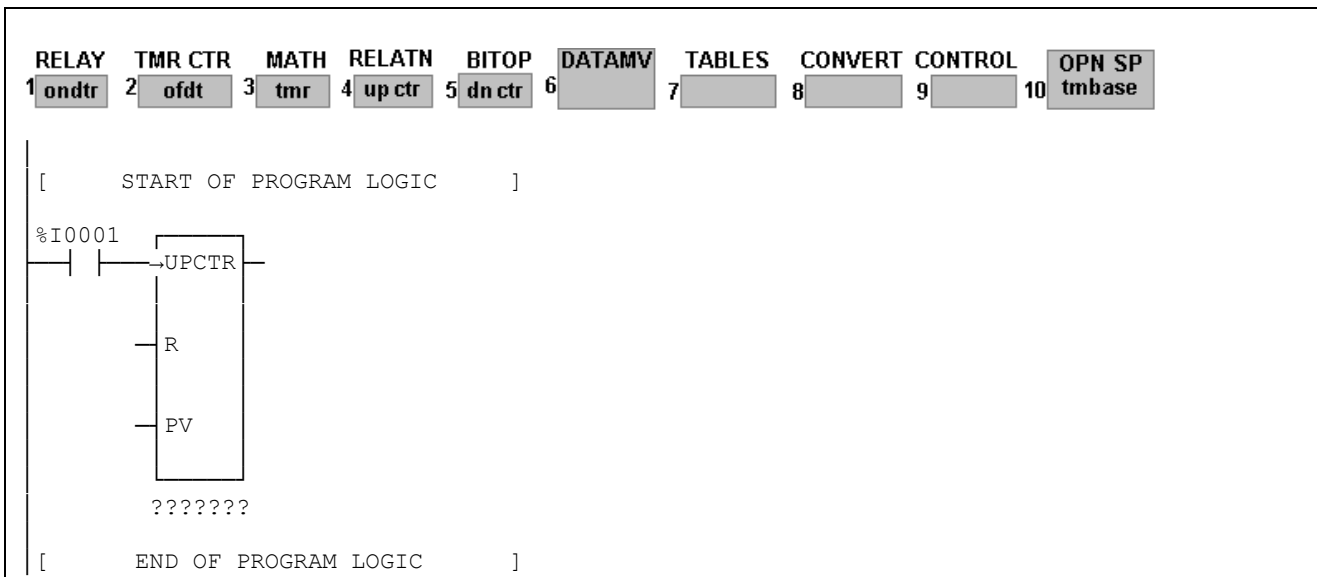 RELAY TMR CTR MATH RELATN BITOP DATAMV TABLES CONVERT CONTROL OPN SP
1 ondtr 2 ofdt 3 tmr 4 up ctr 5 dn ctr 6 7 8 9 10 tmbase
[ START OF PROGRAM LOGIC ]
%I0001
→UPCTR
R
PV
???????
[ END OF PROGRAM LOGIC ]